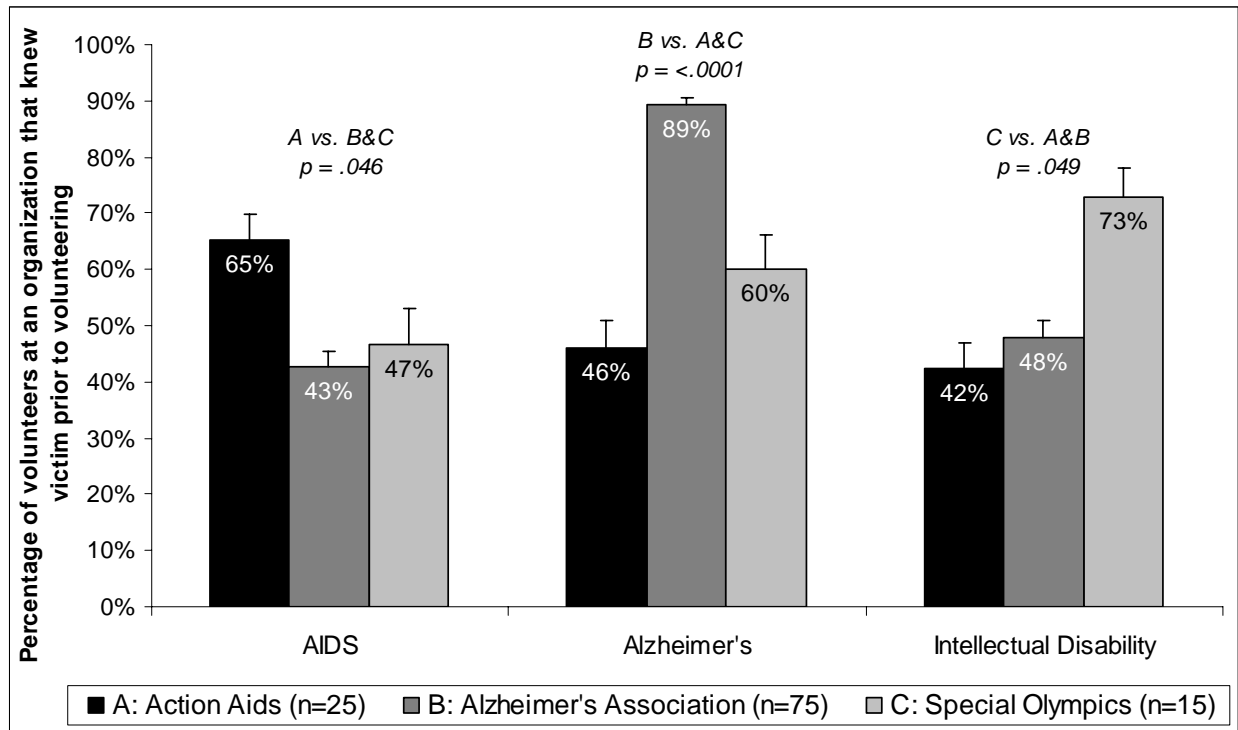 Percentage of volunteers at an organization that knew
victim prior to volunteering
100%
90%
80%
70%
60%
50%
40%
30%
20%
10%
0%
A vs. B&C
p = .046
B vs. A&C
p = <.0001
C vs. A&B
p = .049
65%
43%
47%
46%
89%
60%
42%
48%
73%
AIDS
Alzheimer's
Intellectual Disability
A: Action Aids (n=25)
B: Alzheimer's Association (n=75)
C: Special Olympics (n=15)